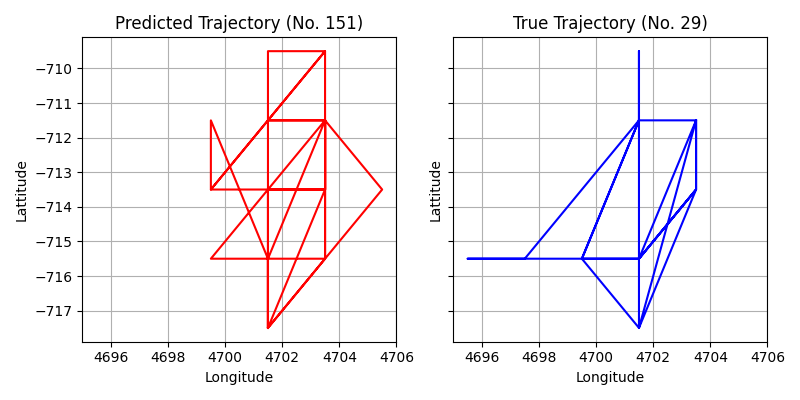 Predicted Trajectory (No. 151)
True Trajectory (No. 29)
−710
−711
−712
−713
−714
−715
−716
−717
Lattitude
Lattitude
4696 4698 4700 4702 4704 4706
4696 4698 4700 4702 4704 4706
Longitude
Longitude